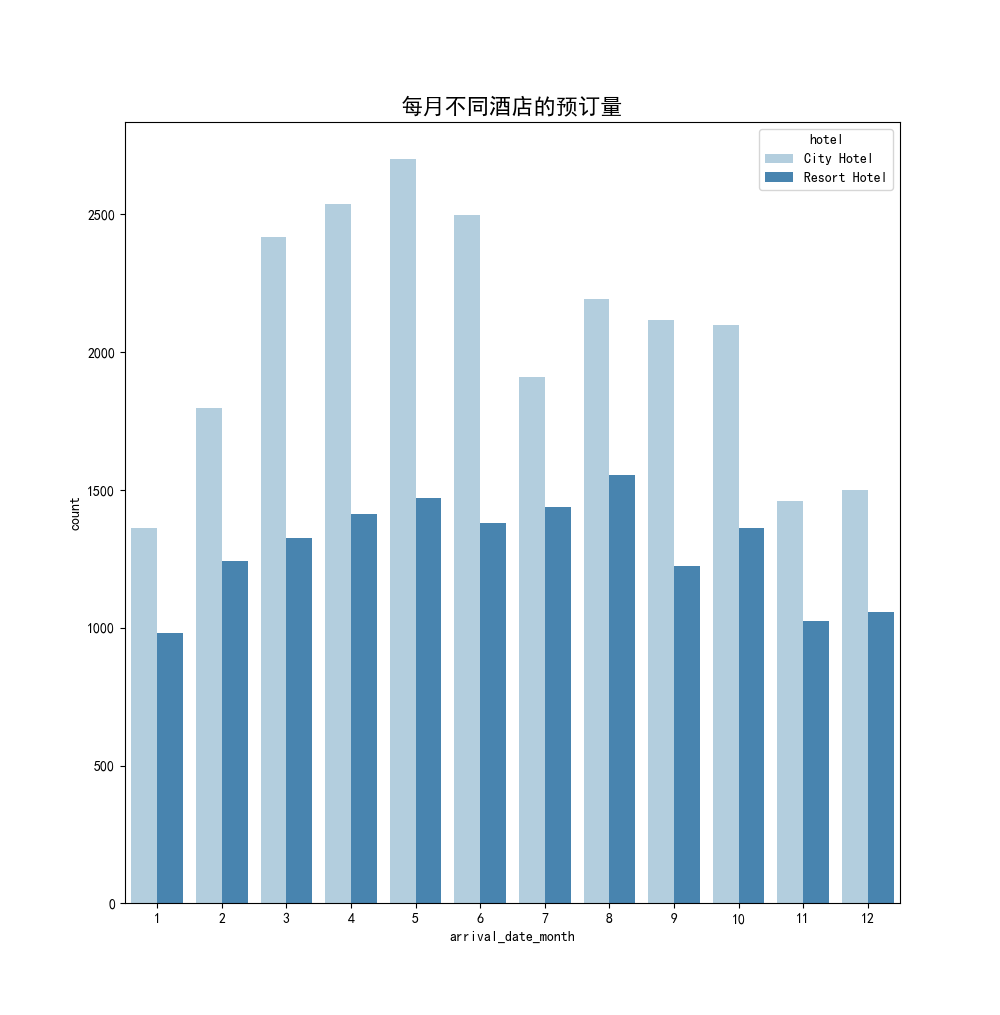 每月不同酒店的预订量
hotel
City Hotel
Resort Hotel
2500
2000
1500
1000
500
0
count
1 2 3 4 5 6 7 8 9 10 11 12
arrival_date_month